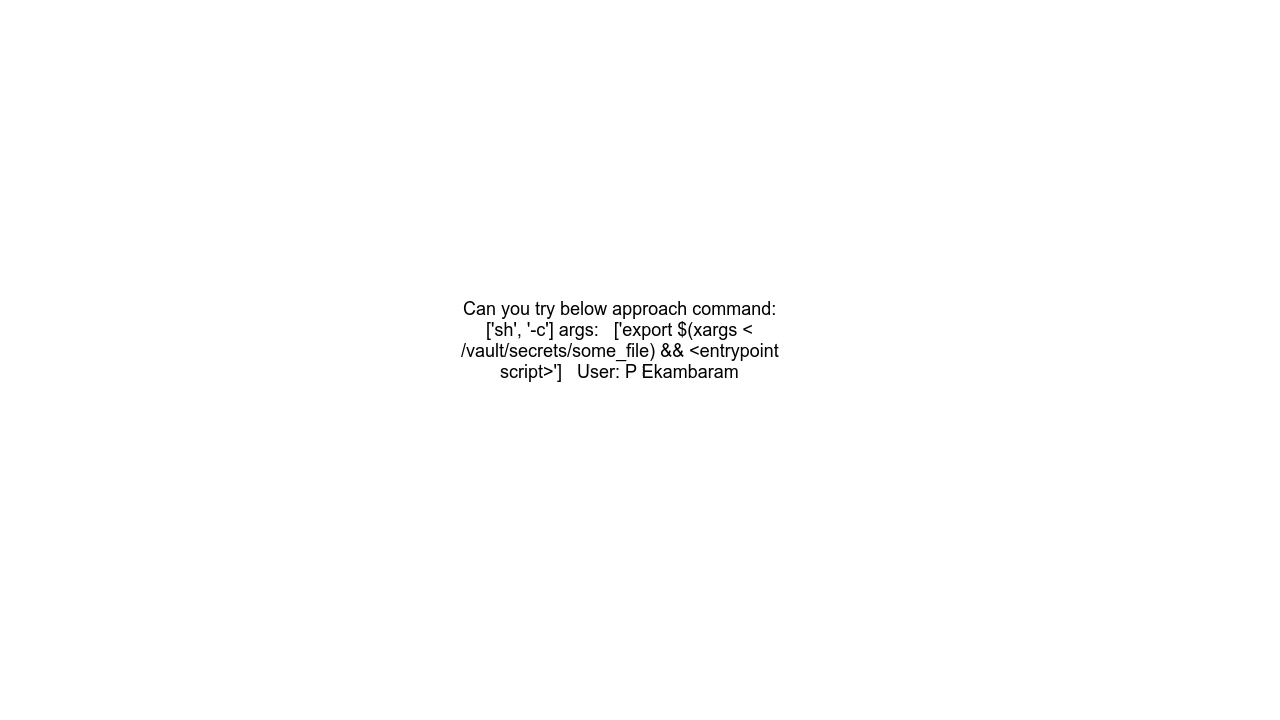 Can you try below approach command:
['sh', '-c'] args:   ['export $(xargs <
/vault/secrets/some_file) && <entrypoint
script>']   User: P Ekambaram